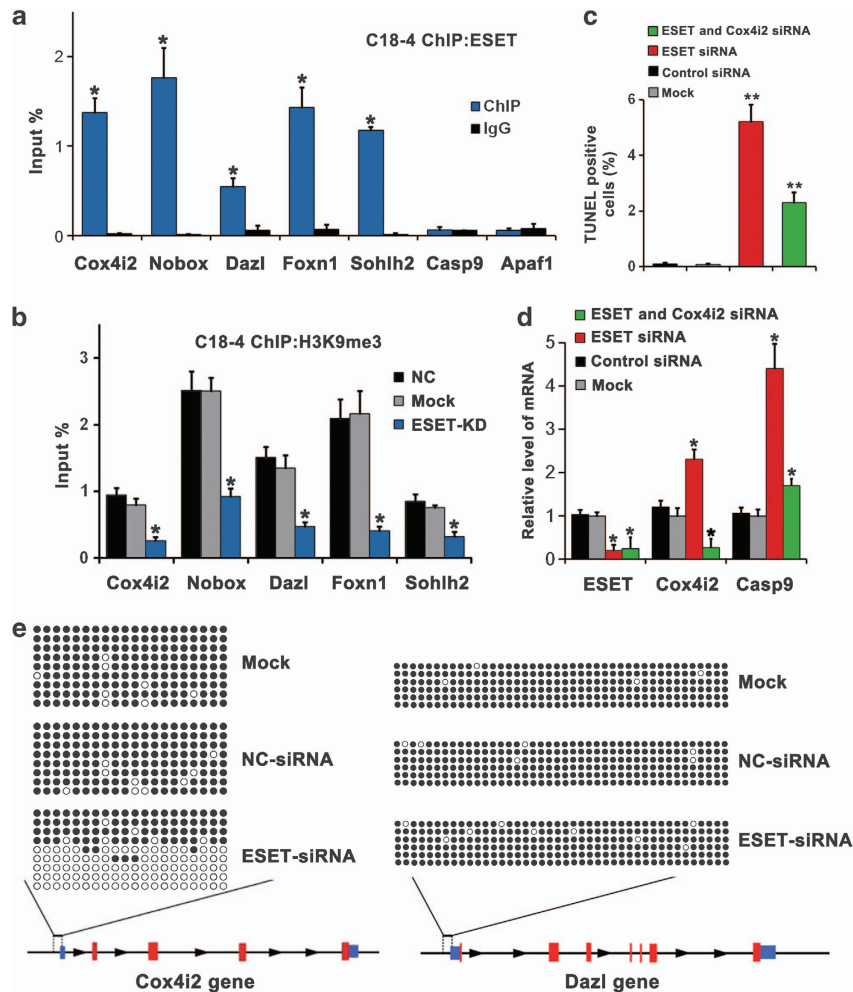 a
C18-4 ChIP:ESET
Input %
2
1
0
*
*
*
*
*
ChIP
IgG
Cox4i2 Nobox Dazl Foxn1 Sohlh2 Casp9 Apaf1
b
C18-4 ChIP:H3K9me3
Input %
3
2
1
0
NC
Mock
ESET-KD
*
*
*
*
*
Cox4i2 Nobox Dazl Foxn1 Sohlh2
c
ESET and Cox4i2 siRNA
ESET siRNA
Control siRNA
Mock
TUNEL positive
cells (%)
6
4
2
0
**
**
d
ESET and Cox4i2 siRNA
ESET siRNA
Control siRNA
Mock
Relative level of mRNA
5
4
3
2
1
0
*
*
*
*
*
*
ESET Cox4i2 Casp9
e
Mock
NC-siRNA
ESET-siRNA
Cox4i2 gene
Mock
NC-siRNA
ESET-siRNA
Dazl gene